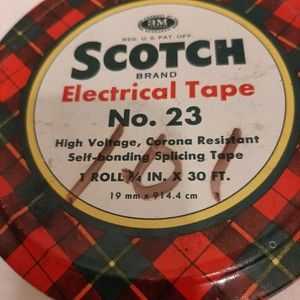 3M
REG. U.S. PAT. OFF.
SCOTCH
BRAND
Electrical Tape
No. 23
High Voltage, Corona Resistant
Self-bonding Splicing Tape
1 ROLL ¾ IN. X 30 FT.
19 mm x 914.4 cm